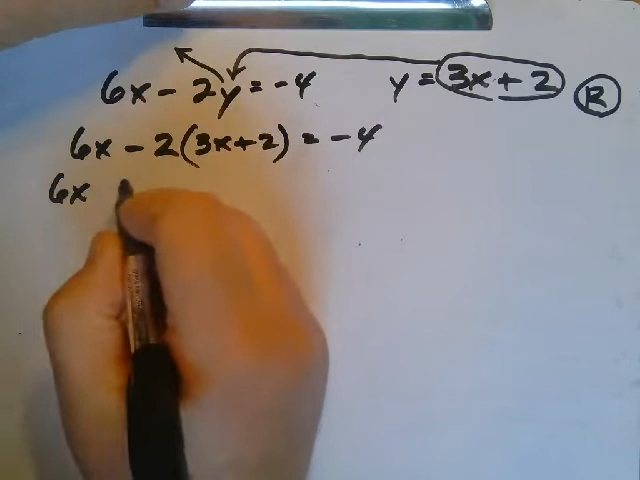 6x - 2y = -4 y = 3x + 2 R
6x - 2(3x+2) = -4
6x